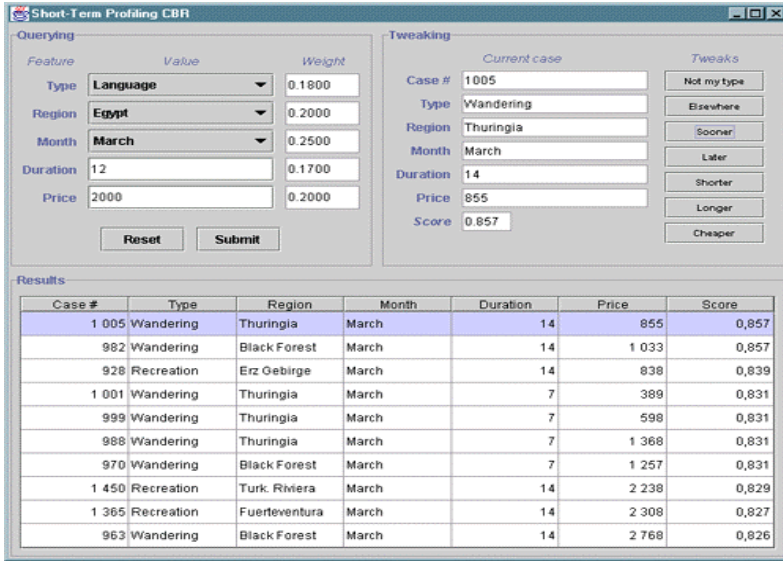 Short-Term Profiling CBR
Querying
Feature Value Weight
Type Language 0.1800
Region Egypt 0.2000
Month March 0.2500
Duration 12 0.1700
Price 2000 0.2000
Reset Submit
Tweaking
Current case Tweaks
Case # 1005 Not my type
Type Wandering Elsewhere
Region Thuringia Sooner
Month March Later
Duration 14 Shorter
Price 855 Longer
Score 0.857 Cheaper
Results
Case # Type Region Month Duration Price Score
1 005 Wandering Thuringia March 14 855 0,857
982 Wandering Black Forest March 14 1 033 0,857
928 Recreation Erz Gebirge March 14 838 0,839
1 001 Wandering Thuringia March 7 389 0,831
999 Wandering Thuringia March 7 598 0,831
988 Wandering Thuringia March 7 1 368 0,831
970 Wandering Black Forest March 7 1 257 0,831
1 450 Recreation Turk. Riviera March 14 2 238 0,829
1 365 Recreation Fuerteventura March 14 2 308 0,827
963 Wandering Black Forest March 14 2 768 0,826